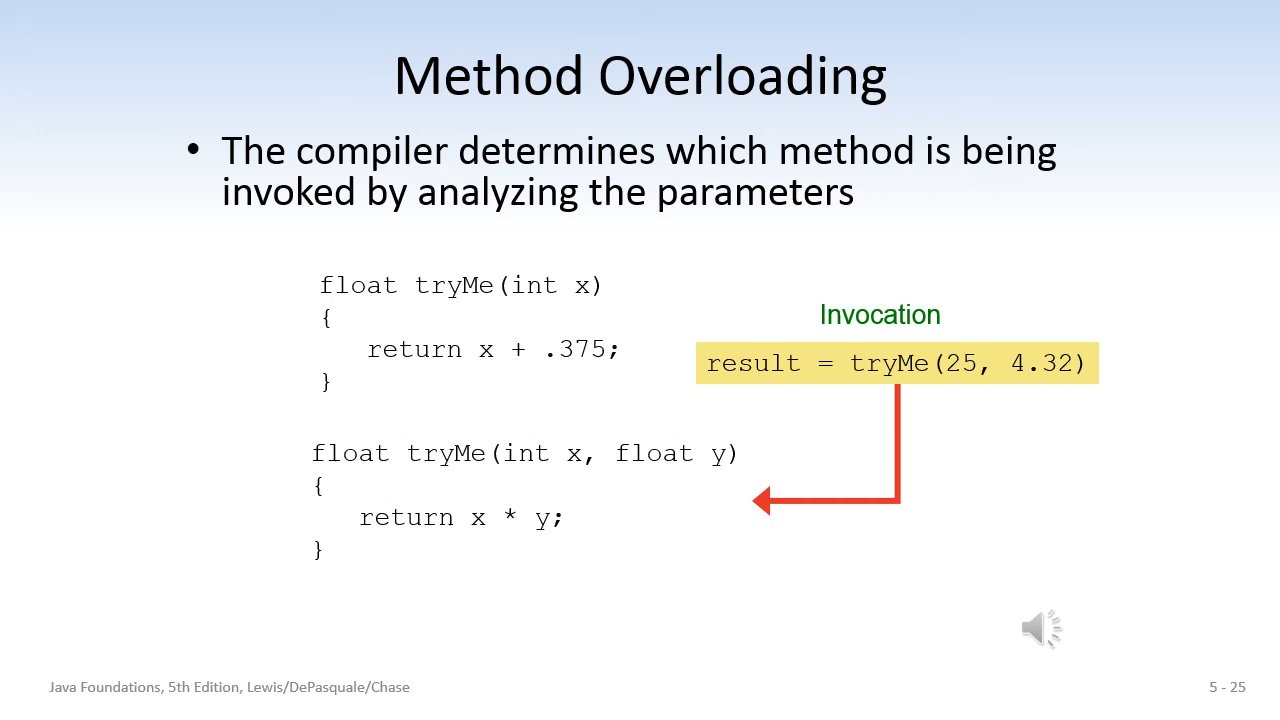 Method Overloading
• The compiler determines which method is being
invoked by analyzing the parameters
float tryMe(int x)
{
   return x + .375;
}
Invocation
result = tryMe(25, 4.32)
float tryMe(int x, float y)
{
   return x * y;
}
Java Foundations, 5th Edition, Lewis/DePasquale/Chase
5 - 25